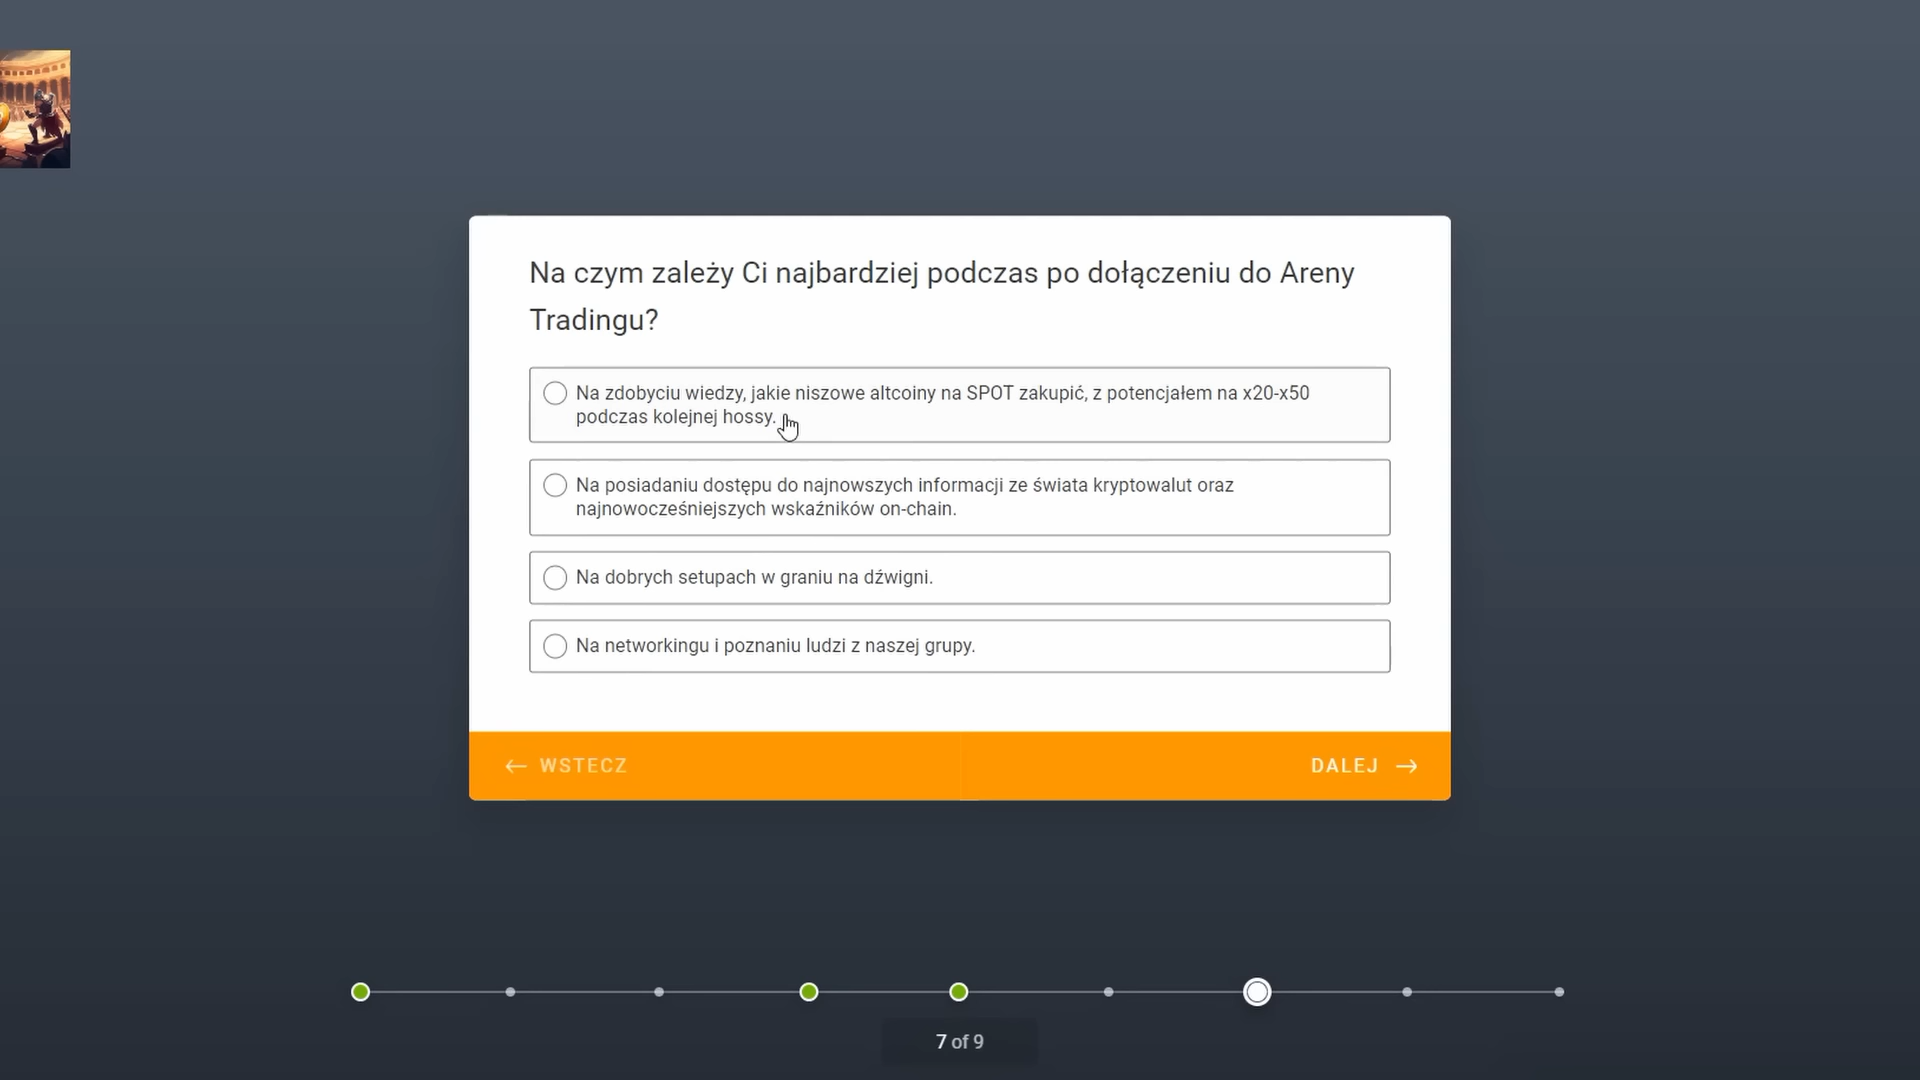 Na czym zależy Ci najbardziej podczas po dołączeniu do Areny
Tradingu?
Na zdobyciu wiedzy, jakie niszowe altcoiny na SPOT zakupić, z potencjałem na x20-x50
podczas kolejnej hossy.
Na posiadaniu dostępu do najnowszych informacji ze świata kryptowalut oraz
najnowocześniejszych wskaźników on-chain.
Na dobrych setupach w graniu na dźwigni.
Na networkingu i poznaniu ludzi z naszej grupy.
← WSTECZ
DALEJ →
7 of 9